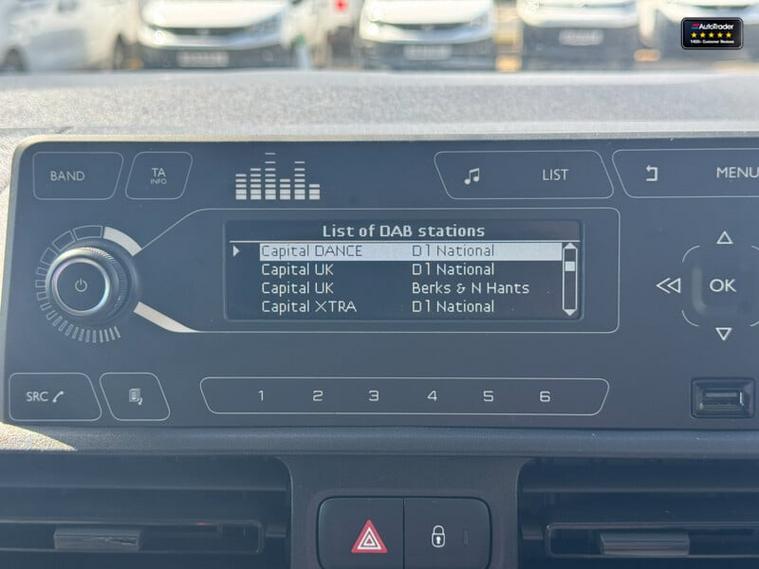 AutoTrader
BAND
TA
INFO
LIST
MENU
List of DAB stations
Capital DANCE D1 National
Capital UK D1 National
Capital UK Berks & N Hants
Capital XTRA D1 National
OK
SRC
1 2 3 4 5 6